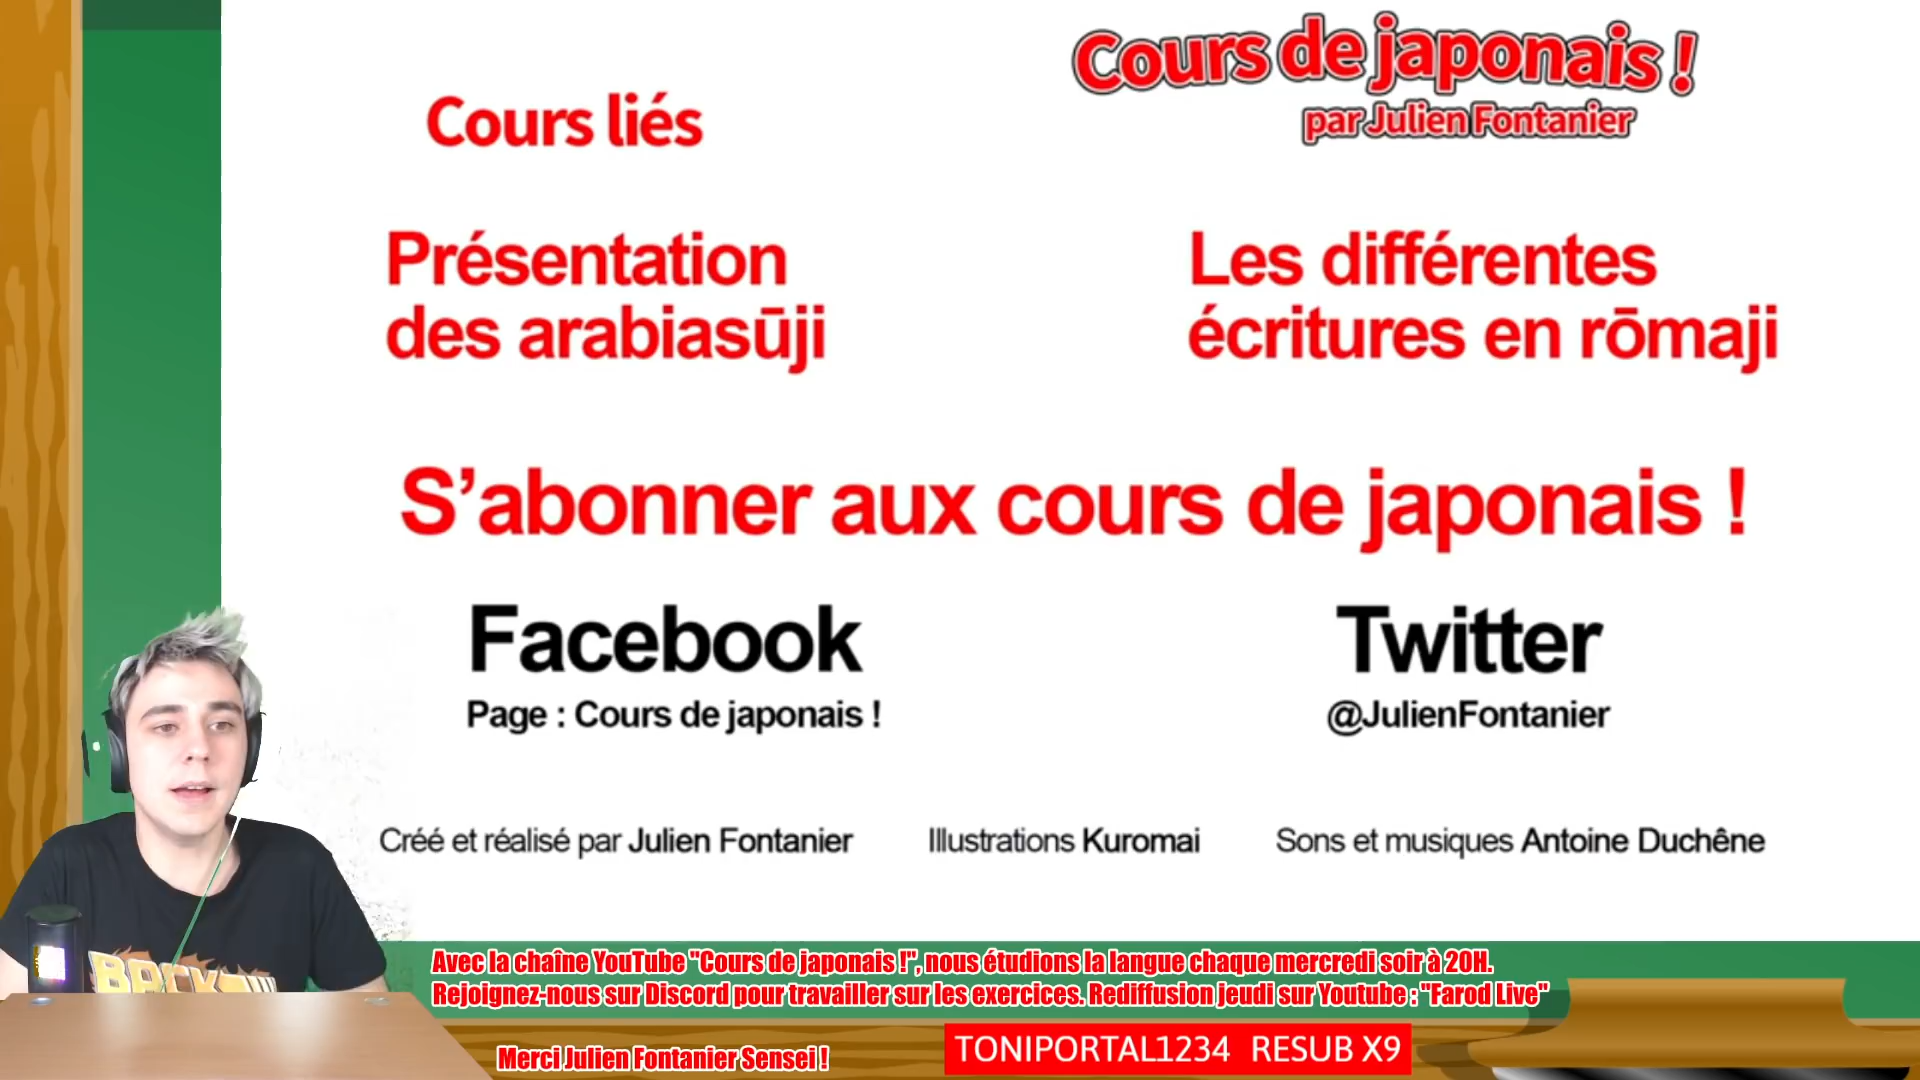 Cours de japonais !
par Julien Fontanier
Cours liés
Présentation
des arabiasūji
Les différentes
écritures en rōmaji
S’abonner aux cours de japonais !
Facebook
Page : Cours de japonais !
Twitter
@JulienFontanier
Créé et réalisé par Julien Fontanier
Illustrations Kuromai
Sons et musiques Antoine Duchêne
Avec la chaîne YouTube "Cours de japonais !", nous étudions la langue chaque mercredi soir à 20H.
Rejoignez-nous sur Discord pour travailler sur les exercices. Rediffusion jeudi sur Youtube : "Farod Live"
Merci Julien Fontanier Sensei !
TONIPORTAL1234 RESUB X9